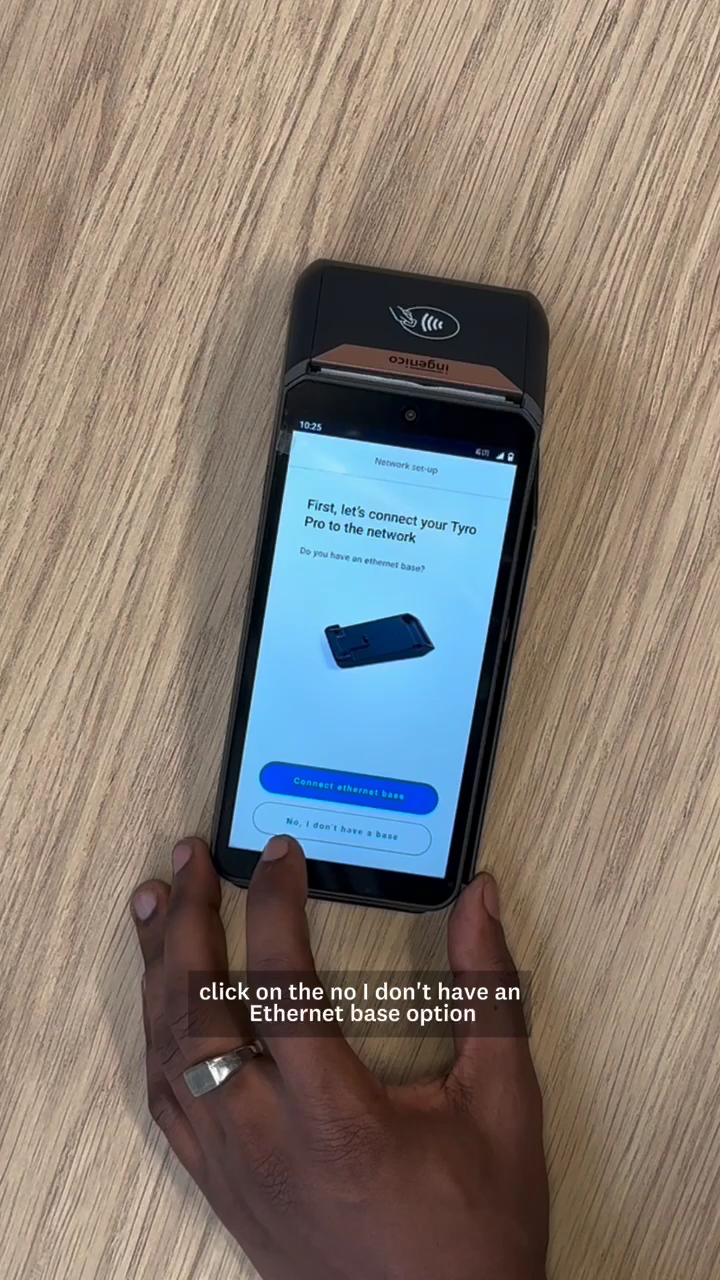 ingenico
10:25
Network set-up
First, let's connect your Tyro
Pro to the network
Do you have an ethernet base?
Connect ethernet base
No, I don't have a base
click on the no I don't have an
Ethernet base option